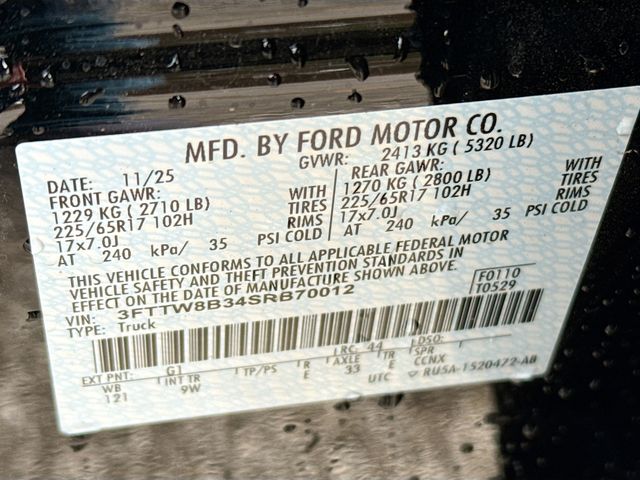 MFD. BY FORD MOTOR CO.
DATE: 11/25 GVWR: 2413 KG ( 5320 LB)
FRONT GAWR: REAR GAWR:
1229 KG ( 2710 LB) WITH 1270 KG ( 2800 LB) WITH
225/65R17 102H TIRES 225/65R17 102H TIRES
17x7.0J RIMS 17x7.0J RIMS
AT 240 kPa/ 35 PSI COLD AT 240 kPa/ 35 PSI COLD
THIS VEHICLE CONFORMS TO ALL APPLICABLE FEDERAL MOTOR
VEHICLE SAFETY AND THEFT PREVENTION STANDARDS IN
EFFECT ON THE DATE OF MANUFACTURE SHOWN ABOVE.
VIN: 3FTTW8B34SRB70012 F0110
TYPE: Truck T0529
EXT PNT: G1 RC: 44 DSO:
WB INT TR TP/PS R AXLE TR SPR
121 9W E 33 E CCNX
UTC RU5A-1520472-AB